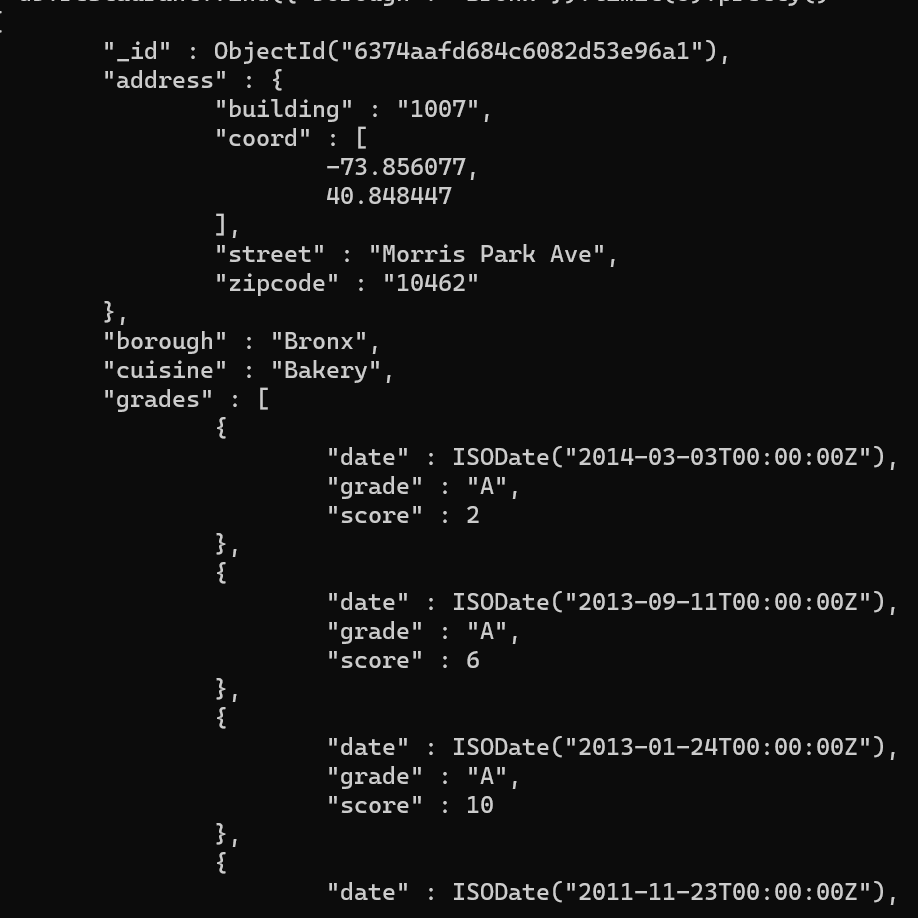 "_id" : ObjectId("6374aafd684c6082d53e96a1"),
"address" : {
"building" : "1007",
"coord" : [
-73.856077,
40.848447
],
"street" : "Morris Park Ave",
"zipcode" : "10462"
},
"borough" : "Bronx",
"cuisine" : "Bakery",
"grades" : [
{
"date" : ISODate("2014-03-03T00:00:00Z"),
"grade" : "A",
"score" : 2
},
{
"date" : ISODate("2013-09-11T00:00:00Z"),
"grade" : "A",
"score" : 6
},
{
"date" : ISODate("2013-01-24T00:00:00Z"),
"grade" : "A",
"score" : 10
},
{
"date" : ISODate("2011-11-23T00:00:00Z"),